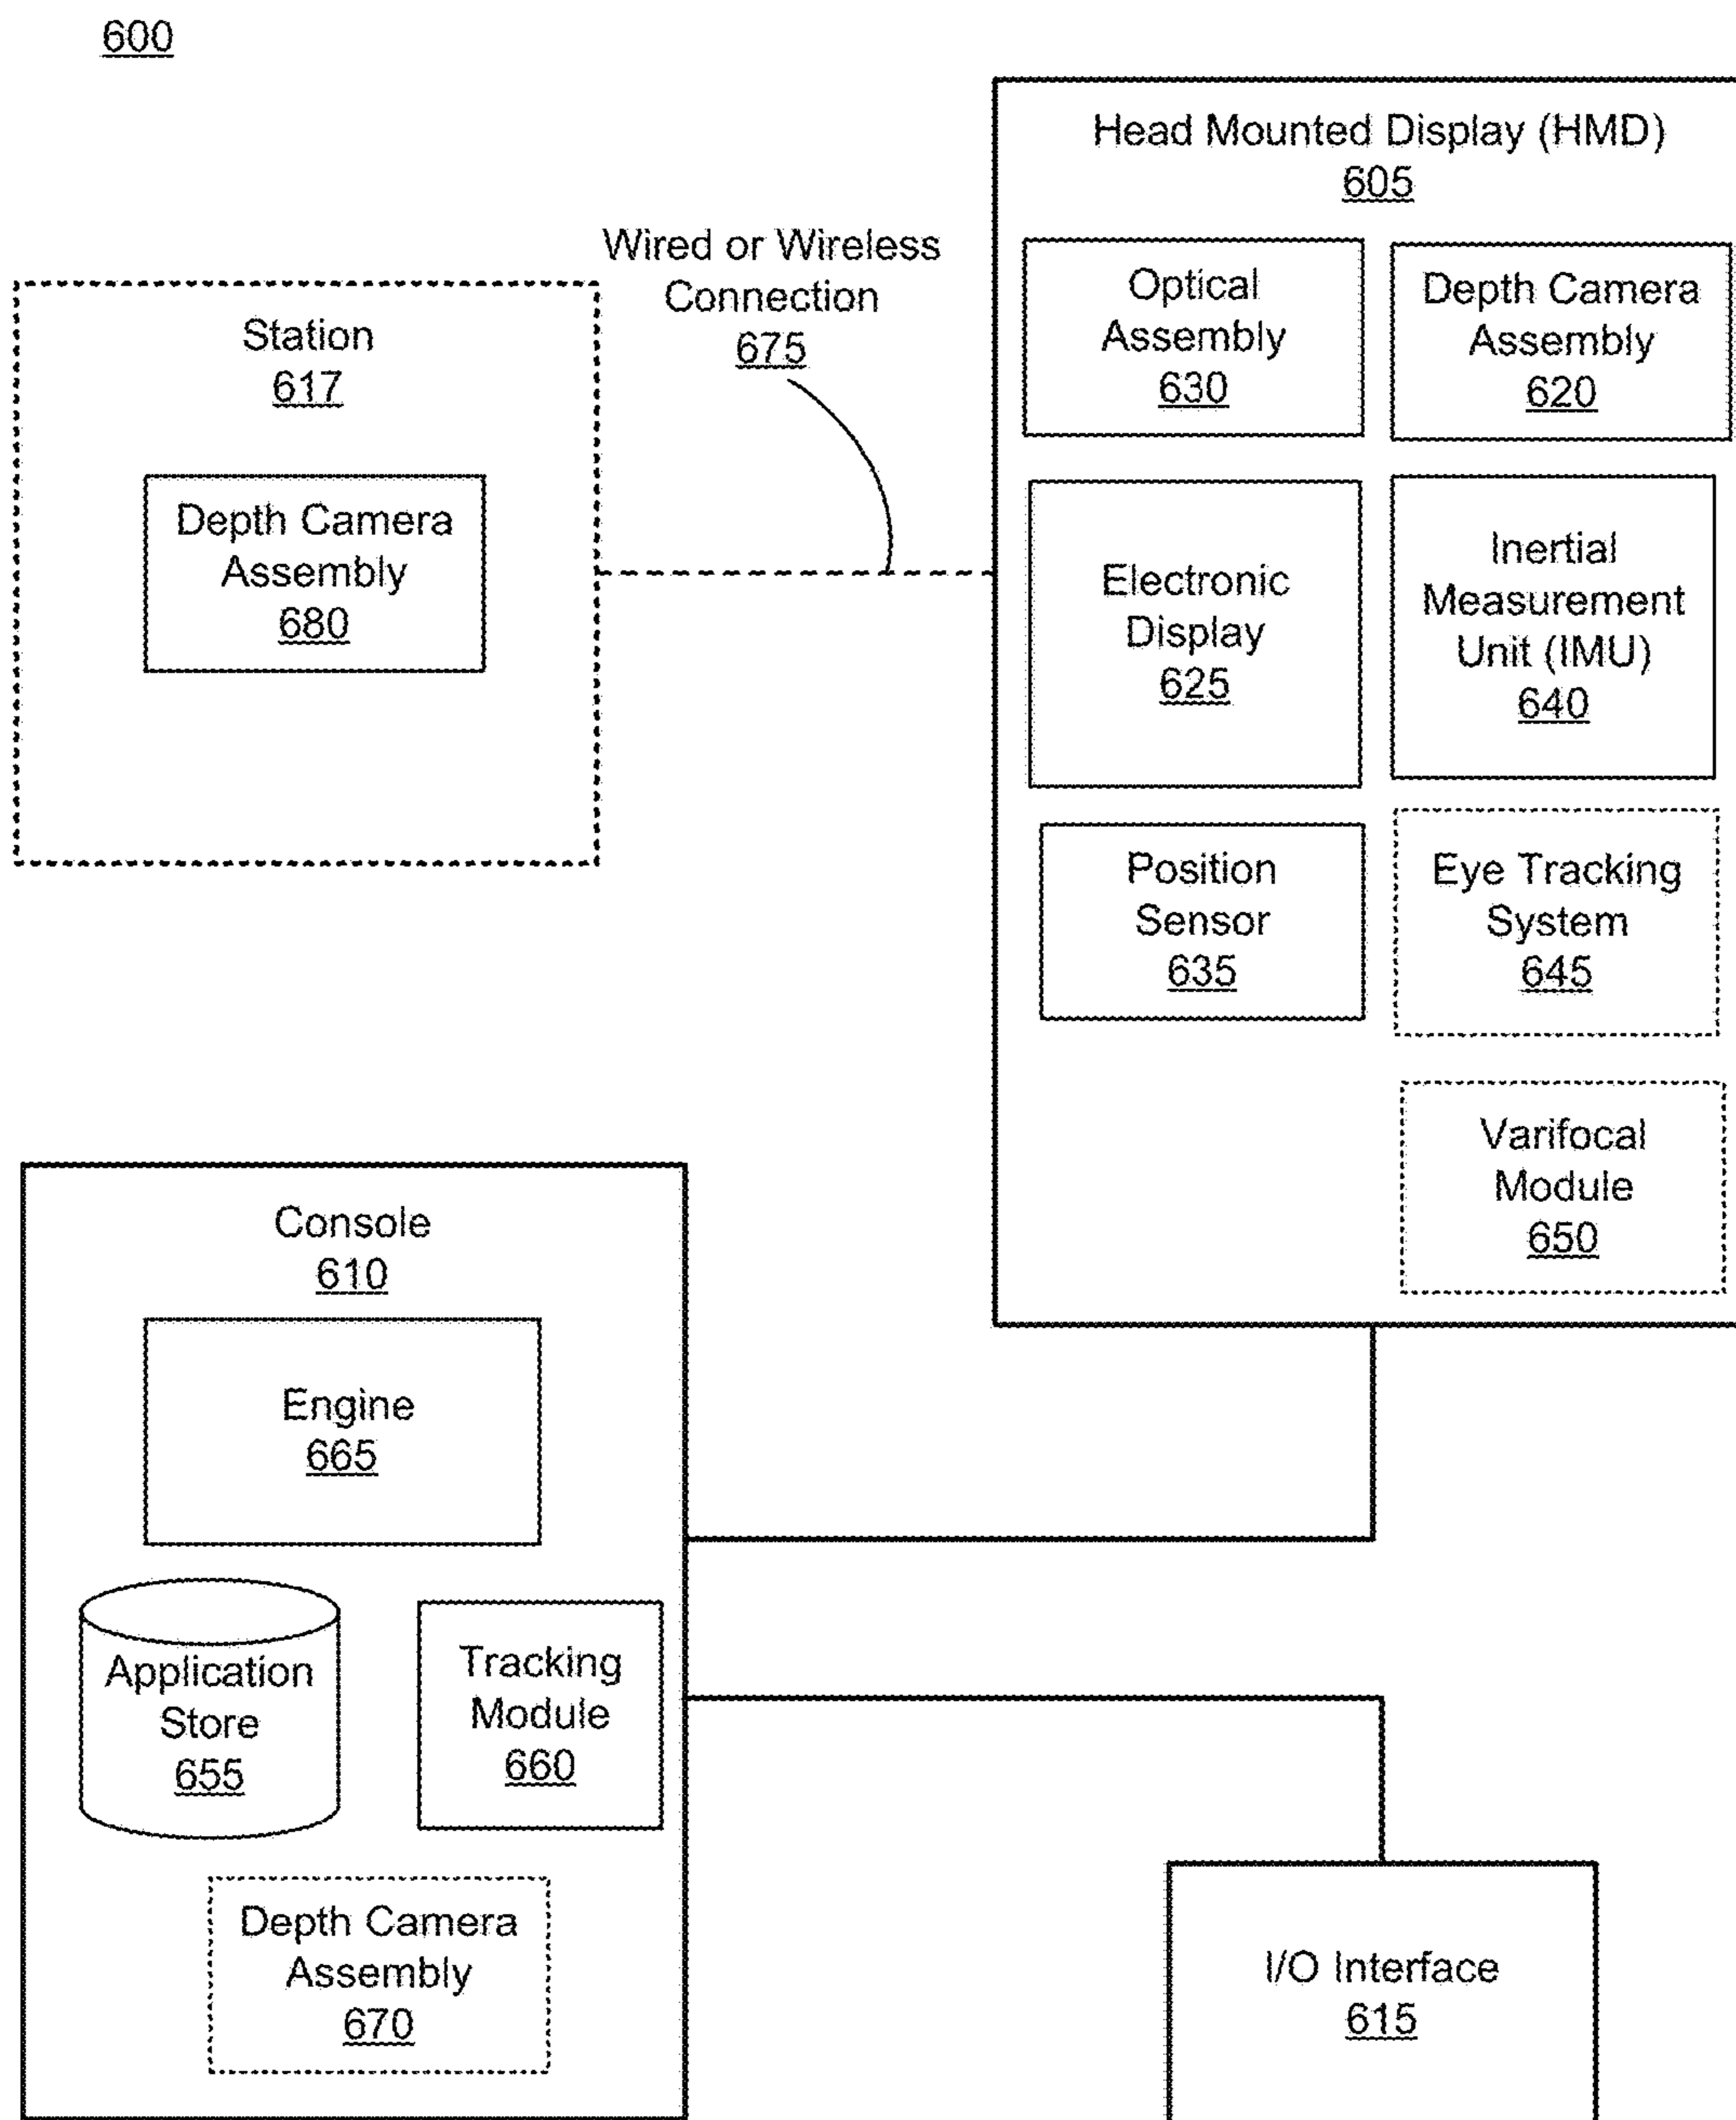 600
Head Mounted Display (HMD)
605
Wired or Wireless
Connection
675
Optical
Assembly
630
Depth Camera
Assembly
620
Station
617
Depth Camera
Assembly
680
Electronic
Display
625
Inertial
Measurement
Unit (IMU)
640
Position
Sensor
635
Eye Tracking
System
645
Varifocal
Module
650
Console
610
Engine
665
Application
Store
655
Tracking
Module
660
Depth Camera
Assembly
670
I/O Interface
615